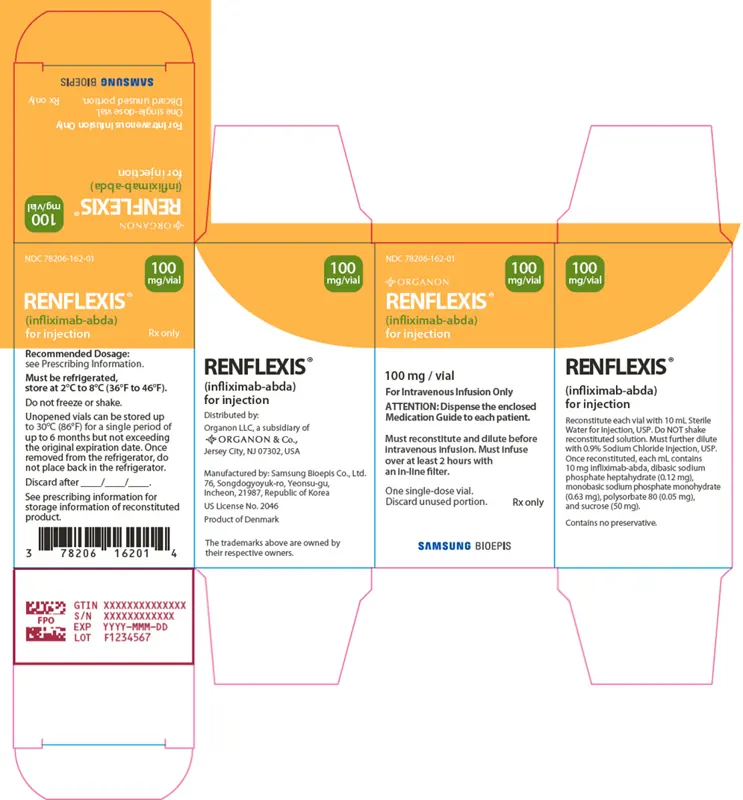 SAMSUNG BIOEPIS
One single-dose vial.
Discard unused portion. Rx only
For Intravenous Infusion Only
for injection
(infliximab-abda)
RENFLEXIS®
100
mg/vial
ORGANON
NDC 78206-162-01
100
mg/vial
RENFLEXIS®
(infliximab-abda)
for injection Rx only
Recommended Dosage:
see Prescribing Information.
Must be refrigerated,
store at 2°C to 8°C (36°F to 46°F).
Do not freeze or shake.
Unopened vials can be stored up
to 30°C (86°F) for a single period of
up to 6 months but not exceeding
the original expiration date. Once
removed from the refrigerator, do
not place back in the refrigerator.
Discard after ____/____/____.
See prescribing information for
storage information of reconstituted
product.
3 78206 16201 4
FPO
GTIN XXXXXXXXXXXXXX
S/N XXXXXXXXXXXX
EXP YYYY-MMM-DD
LOT F1234567
100
mg/vial
RENFLEXIS®
(infliximab-abda)
for injection
Distributed by:
Organon LLC, a subsidiary of
ORGANON & Co.,
Jersey City, NJ 07302, USA
Manufactured by: Samsung Bioepis Co., Ltd.
76, Songdogyoyuk-ro, Yeonsu-gu,
Incheon, 21987, Republic of Korea
US License No. 2046
Product of Denmark
The trademarks above are owned by
their respective owners.
NDC 78206-162-01
100
mg/vial
ORGANON
RENFLEXIS®
(infliximab-abda)
for injection
100 mg / vial
For Intravenous Infusion Only
ATTENTION: Dispense the enclosed
Medication Guide to each patient.
Must reconstitute and dilute before
intravenous infusion. Must infuse
over at least 2 hours with
an in-line filter.
One single-dose vial.
Discard unused portion. Rx only
SAMSUNG BIOEPIS
100
mg/vial
RENFLEXIS®
(infliximab-abda)
for injection
Reconstitute each vial with 10 mL Sterile
Water for Injection, USP. Do NOT shake
reconstituted solution. Must further dilute
with 0.9% Sodium Chloride Injection, USP.
Once reconstituted, each mL contains
10 mg infliximab-abda, dibasic sodium
phosphate heptahydrate (0.12 mg),
monobasic sodium phosphate monohydrate
(0.63 mg), polysorbate 80 (0.05 mg),
and sucrose (50 mg).
Contains no preservative.